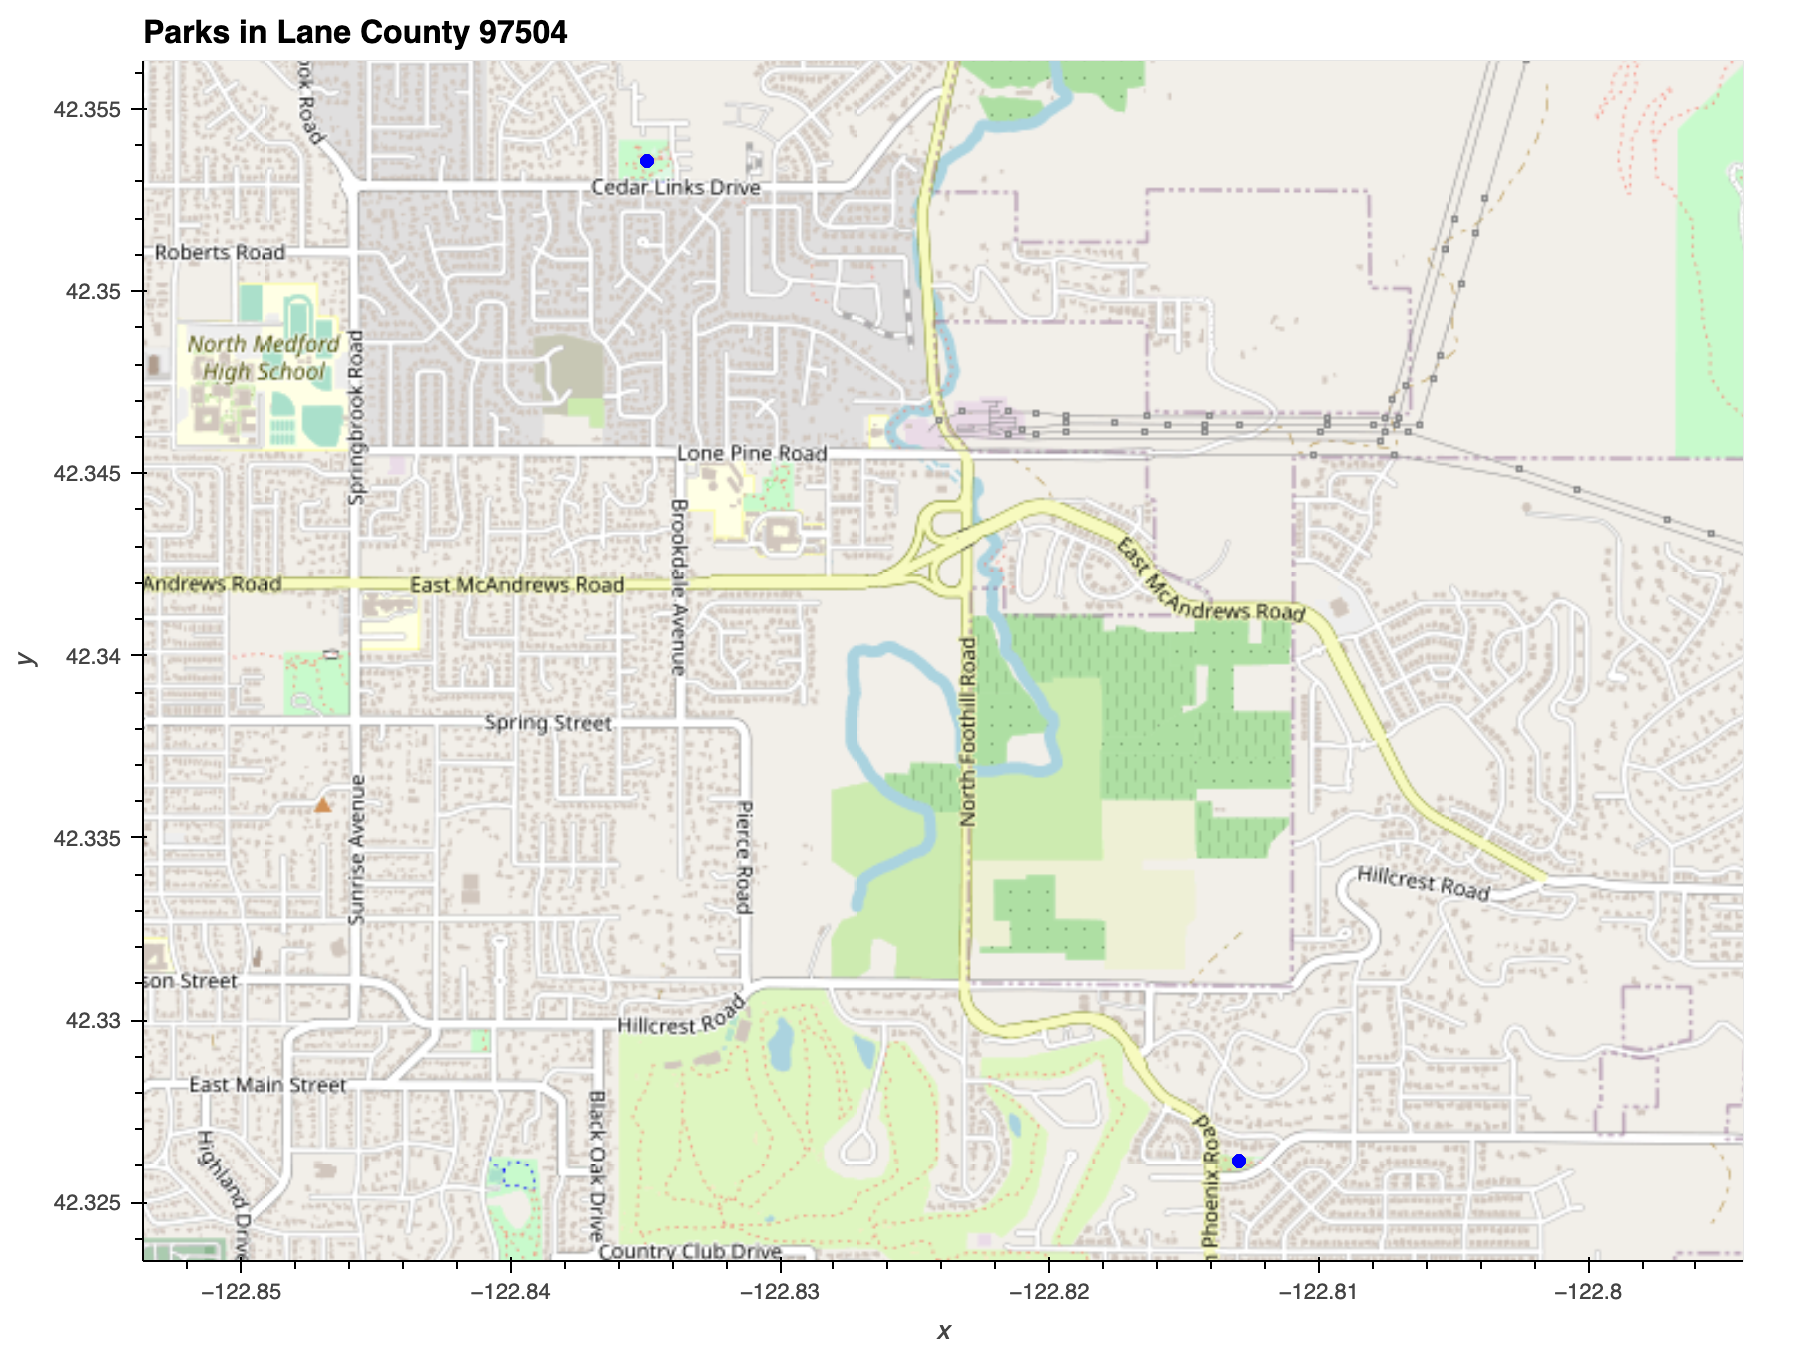 Parks in Lane County 97504
ook Road
Cedar Links Drive
Roberts Road
North Medford
High School
Springbrook Road
Lone Pine Road
Brookdale Avenue
Andrews Road
East McAndrews Road
East McAndrews Road
North Foothill Road
Spring Street
Sunrise Avenue
Pierce Road
Hillcrest Road
son Street
Hillcrest Road
East Main Street
Black Oak Drive
Highland Drive
Country Club Drive
n Phoenix Road
42.355
42.35
42.345
42.34
42.335
42.33
42.325
y
−122.85
−122.84
−122.83
−122.82
−122.81
−122.8
x